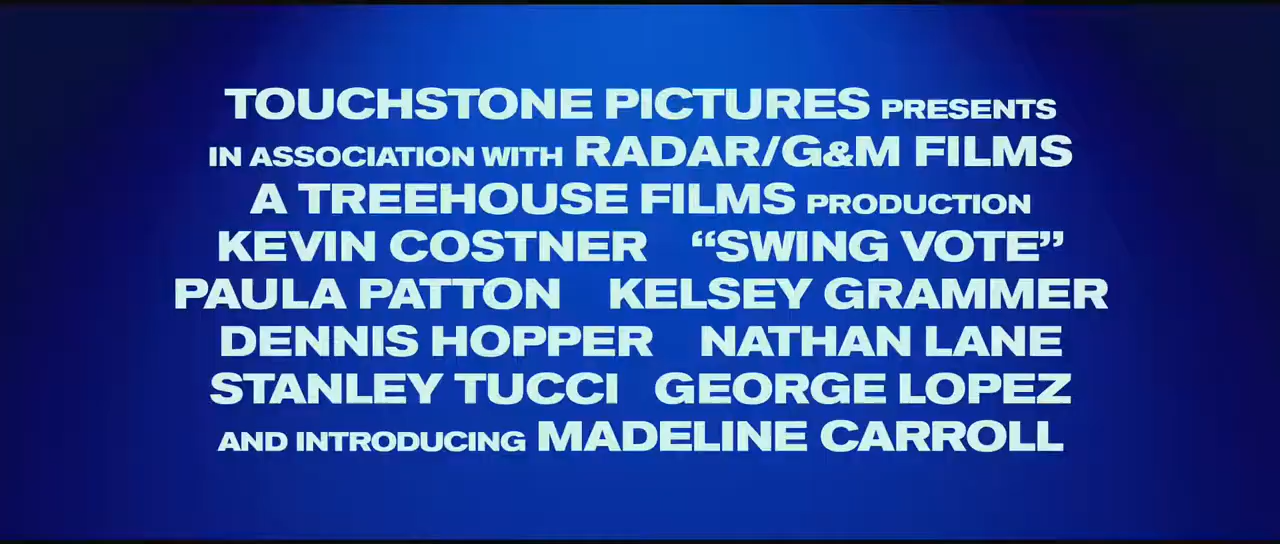 TOUCHSTONE PICTURES PRESENTS
IN ASSOCIATION WITH RADAR/G&M FILMS
A TREEHOUSE FILMS PRODUCTION
KEVIN COSTNER “SWING VOTE”
PAULA PATTON KELSEY GRAMMER
DENNIS HOPPER NATHAN LANE
STANLEY TUCCI GEORGE LOPEZ
AND INTRODUCING MADELINE CARROLL